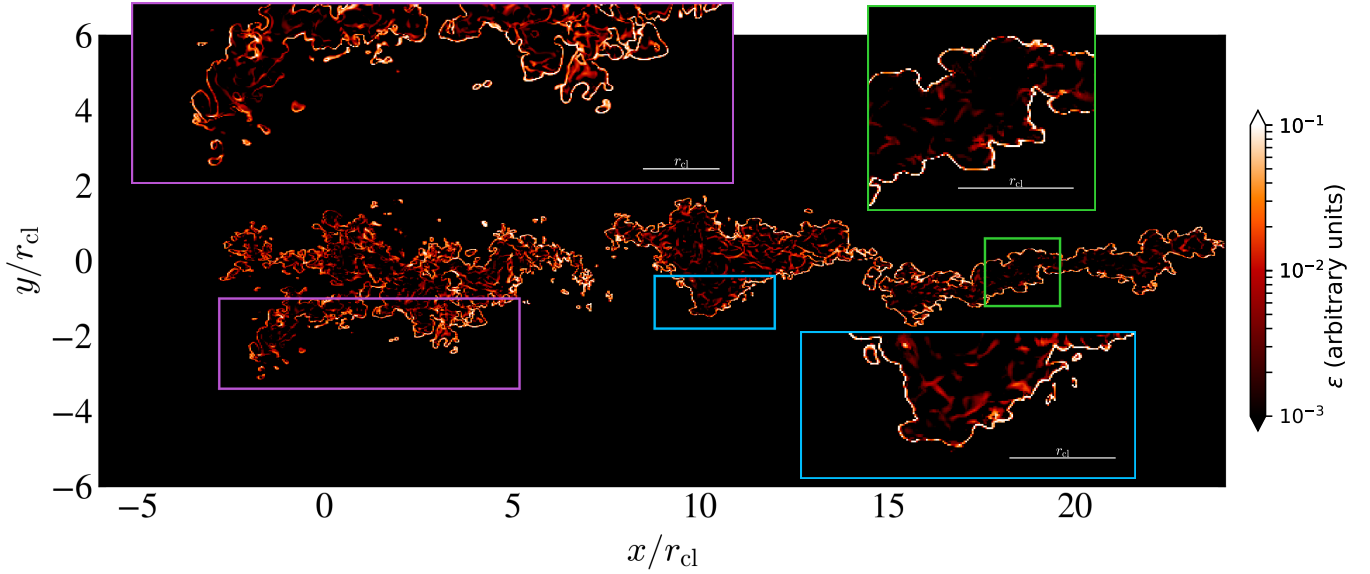 6
4
2
0
−2
−4
−6
y/r_cl
−5
0
5
10
15
20
x/r_cl
r_cl
r_cl
r_cl
10⁻¹
10⁻²
10⁻³
ε (arbitrary units)